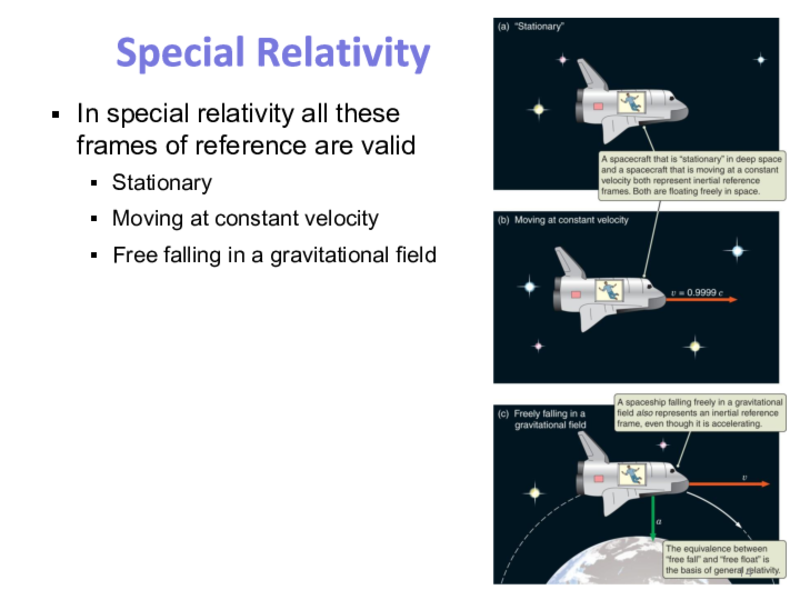 Special Relativity
▪ In special relativity all these
frames of reference are valid
▪ Stationary
▪ Moving at constant velocity
▪ Free falling in a gravitational field
(a) "Stationary"
A spacecraft that is "stationary" in deep space
and a spacecraft that is moving at a constant
velocity both represent inertial reference
frames. Both are floating freely in space.
(b) Moving at constant velocity
v = 0.9999 c
A spaceship falling freely in a gravitational
field also represents an inertial reference
frame, even though it is accelerating.
(c) Freely falling in a
gravitational field
v
a
The equivalence between
"free fall" and "free float" is
the basis of general relativity.